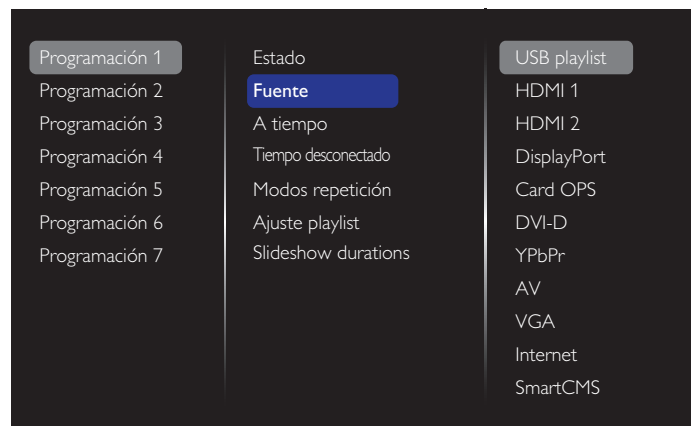 Programación 1
Programación 2
Programación 3
Programación 4
Programación 5
Programación 6
Programación 7
Estado
Fuente
A tiempo
Tiempo desconectado
Modos repetición
Ajuste playlist
Slideshow durations
USB playlist
HDMI 1
HDMI 2
DisplayPort
Card OPS
DVI-D
YPbPr
AV
VGA
Internet
SmartCMS